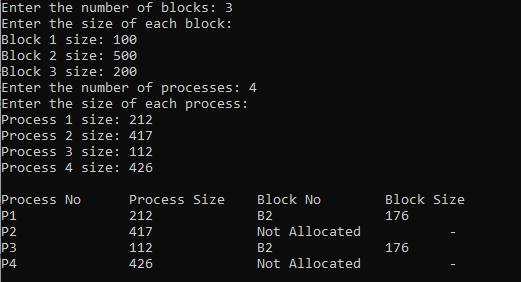 Enter the number of blocks: 3
Enter the size of each block:
Block 1 size: 100
Block 2 size: 500
Block 3 size: 200
Enter the number of processes: 4
Enter the size of each process:
Process 1 size: 212
Process 2 size: 417
Process 3 size: 112
Process 4 size: 426
Process No Process Size Block No Block Size
P1 212 B2 176
P2 417 Not Allocated -
P3 112 B2 176
P4 426 Not Allocated -